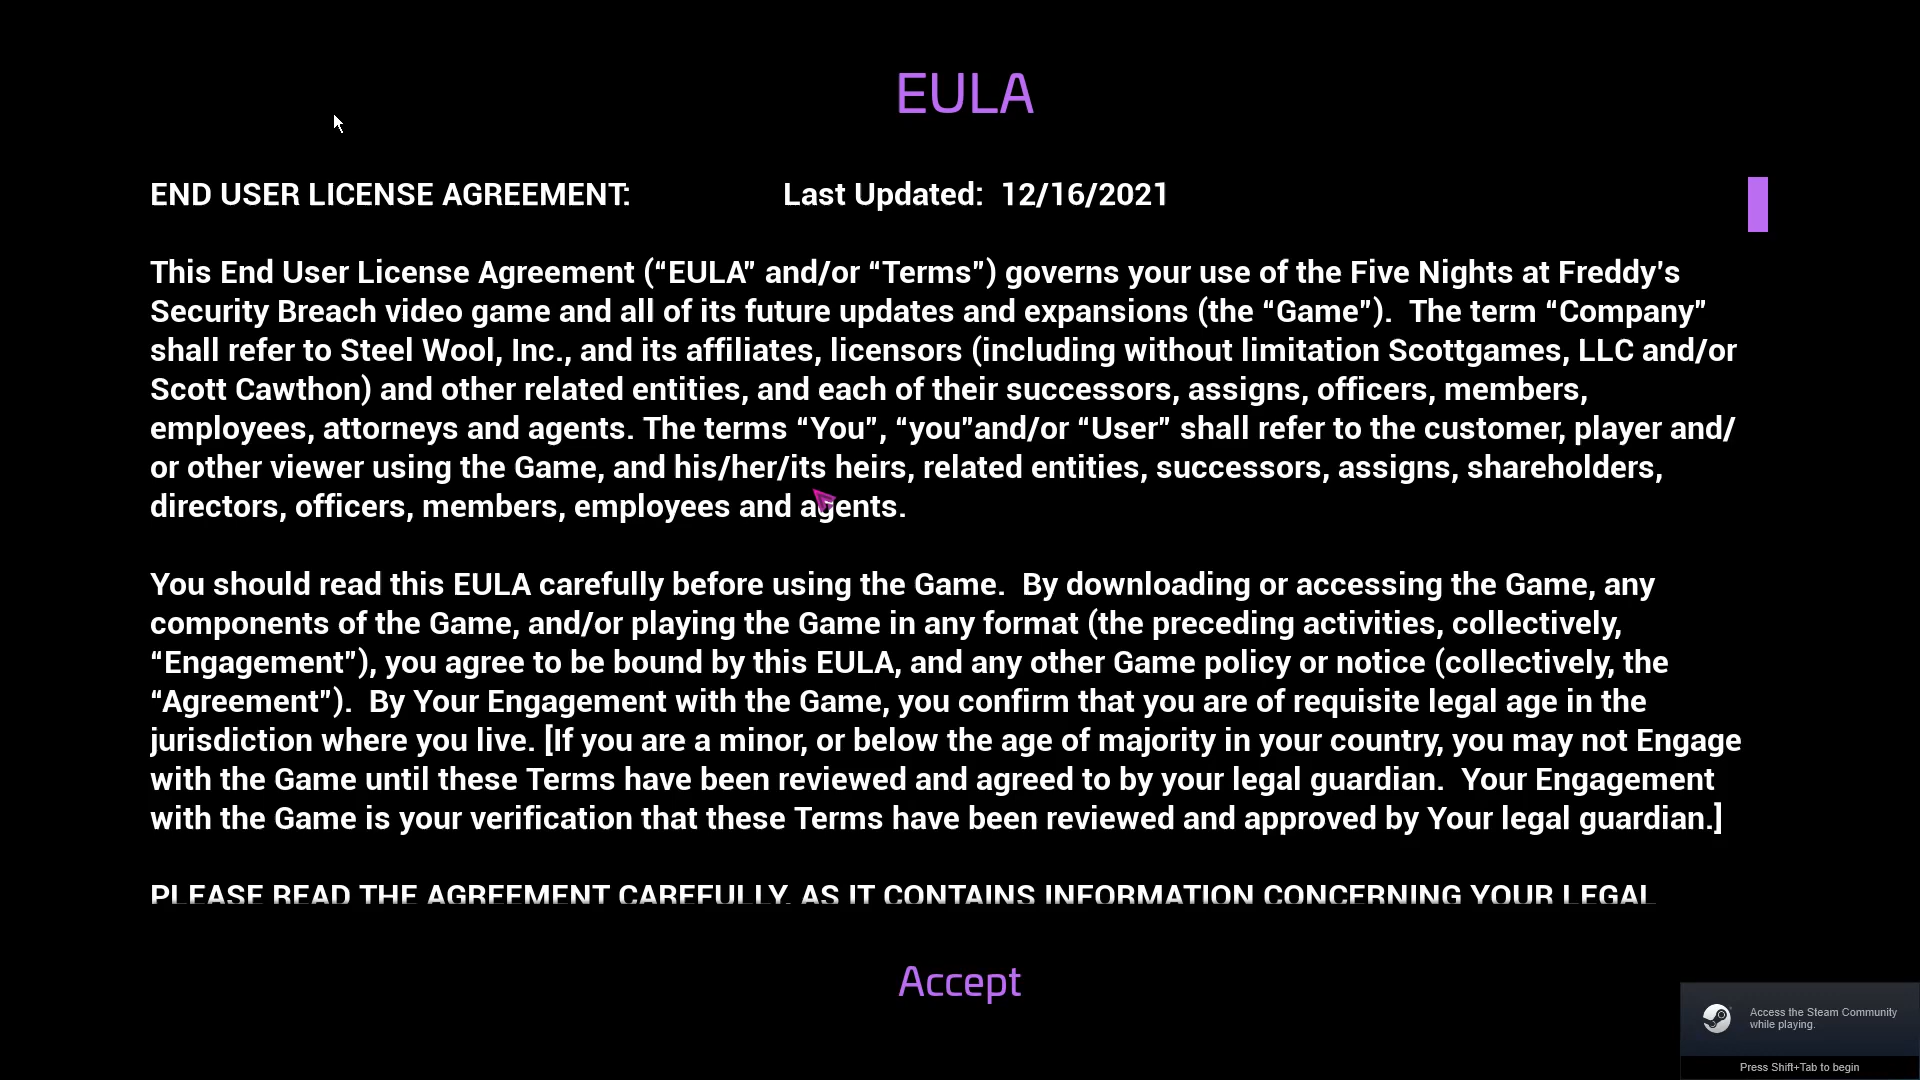 EULA
END USER LICENSE AGREEMENT: Last Updated: 12/16/2021
This End User License Agreement (“EULA” and/or “Terms”) governs your use of the Five Nights at Freddy’s
Security Breach video game and all of its future updates and expansions (the “Game”). The term “Company”
shall refer to Steel Wool, Inc., and its affiliates, licensors (including without limitation Scottgames, LLC and/or
Scott Cawthon) and other related entities, and each of their successors, assigns, officers, members,
employees, attorneys and agents. The terms “You”, “you”and/or “User” shall refer to the customer, player and/
or other viewer using the Game, and his/her/its heirs, related entities, successors, assigns, shareholders,
directors, officers, members, employees and agents.
You should read this EULA carefully before using the Game. By downloading or accessing the Game, any
components of the Game, and/or playing the Game in any format (the preceding activities, collectively,
“Engagement”), you agree to be bound by this EULA, and any other Game policy or notice (collectively, the
“Agreement”). By Your Engagement with the Game, you confirm that you are of requisite legal age in the
jurisdiction where you live. [If you are a minor, or below the age of majority in your country, you may not Engage
with the Game until these Terms have been reviewed and agreed to by your legal guardian. Your Engagement
with the Game is your verification that these Terms have been reviewed and approved by Your legal guardian.]
PLEASE READ THE AGREEMENT CAREFULLY, AS IT CONTAINS INFORMATION CONCERNING YOUR LEGAL
Accept
Access the Steam Community
while playing.
Press Shift+Tab to begin